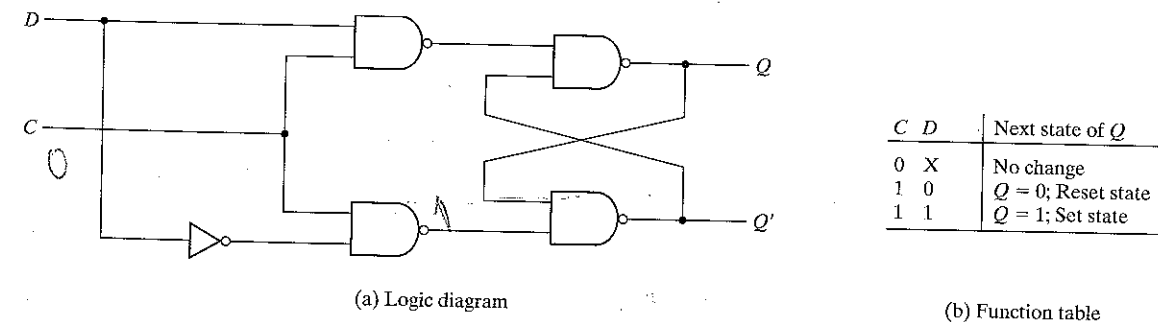 D
Q
C
0
1
Q'
(a) Logic diagram
C D Next state of Q
0 X No change
1 0 Q = 0; Reset state
1 1 Q = 1; Set state
(b) Function table